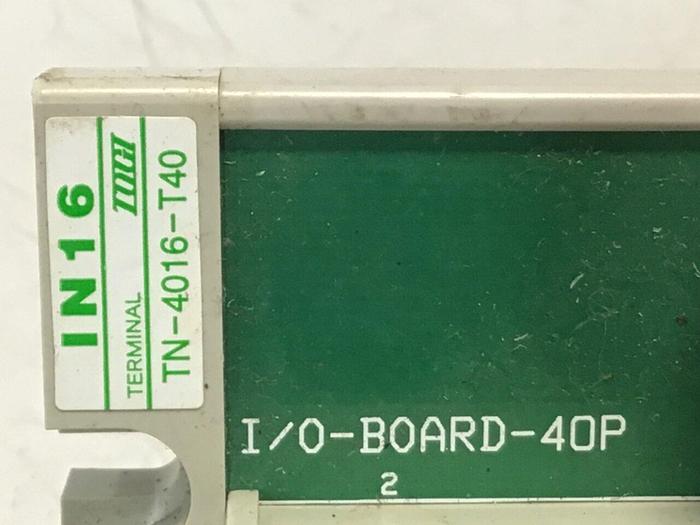 IN16
TERMINAL TOGI
TN-4016-T40
I/O-BOARD-40P
2